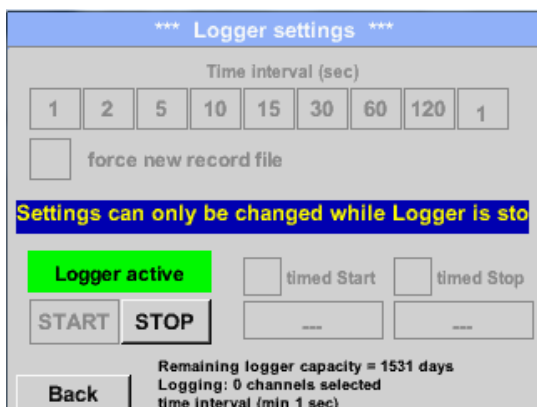 *** Logger settings ***
Time interval (sec)
1 2 5 10 15 30 60 120 1
force new record file
Settings can only be changed while Logger is sto
Logger active
timed Start
timed Stop
START STOP
---
---
Remaining logger capacity = 1531 days
Logging: 0 channels selected
time interval (min 1 sec)
Back